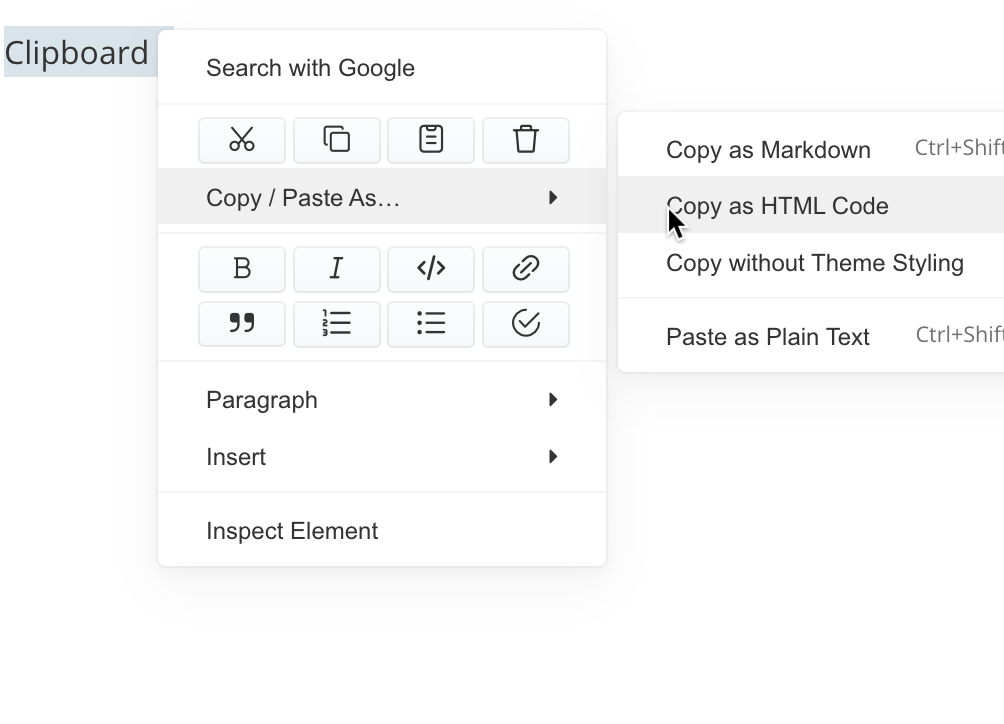 Clipboard
Search with Google
Copy / Paste As…
Paragraph
Insert
Inspect Element
Copy as Markdown Ctrl+Shift
Copy as HTML Code
Copy without Theme Styling
Paste as Plain Text Ctrl+Shift